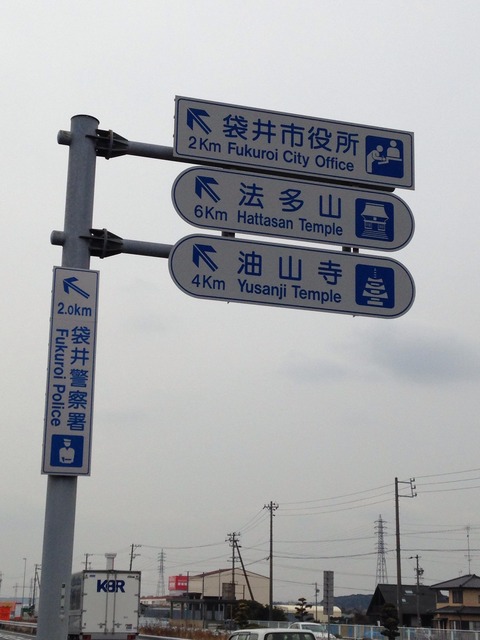 袋井市役所
2Km Fukuroi City Office
法多山
6Km Hattasan Temple
油山寺
4Km Yusanji Temple
2.0km
袋井警察署
Fukuroi Police